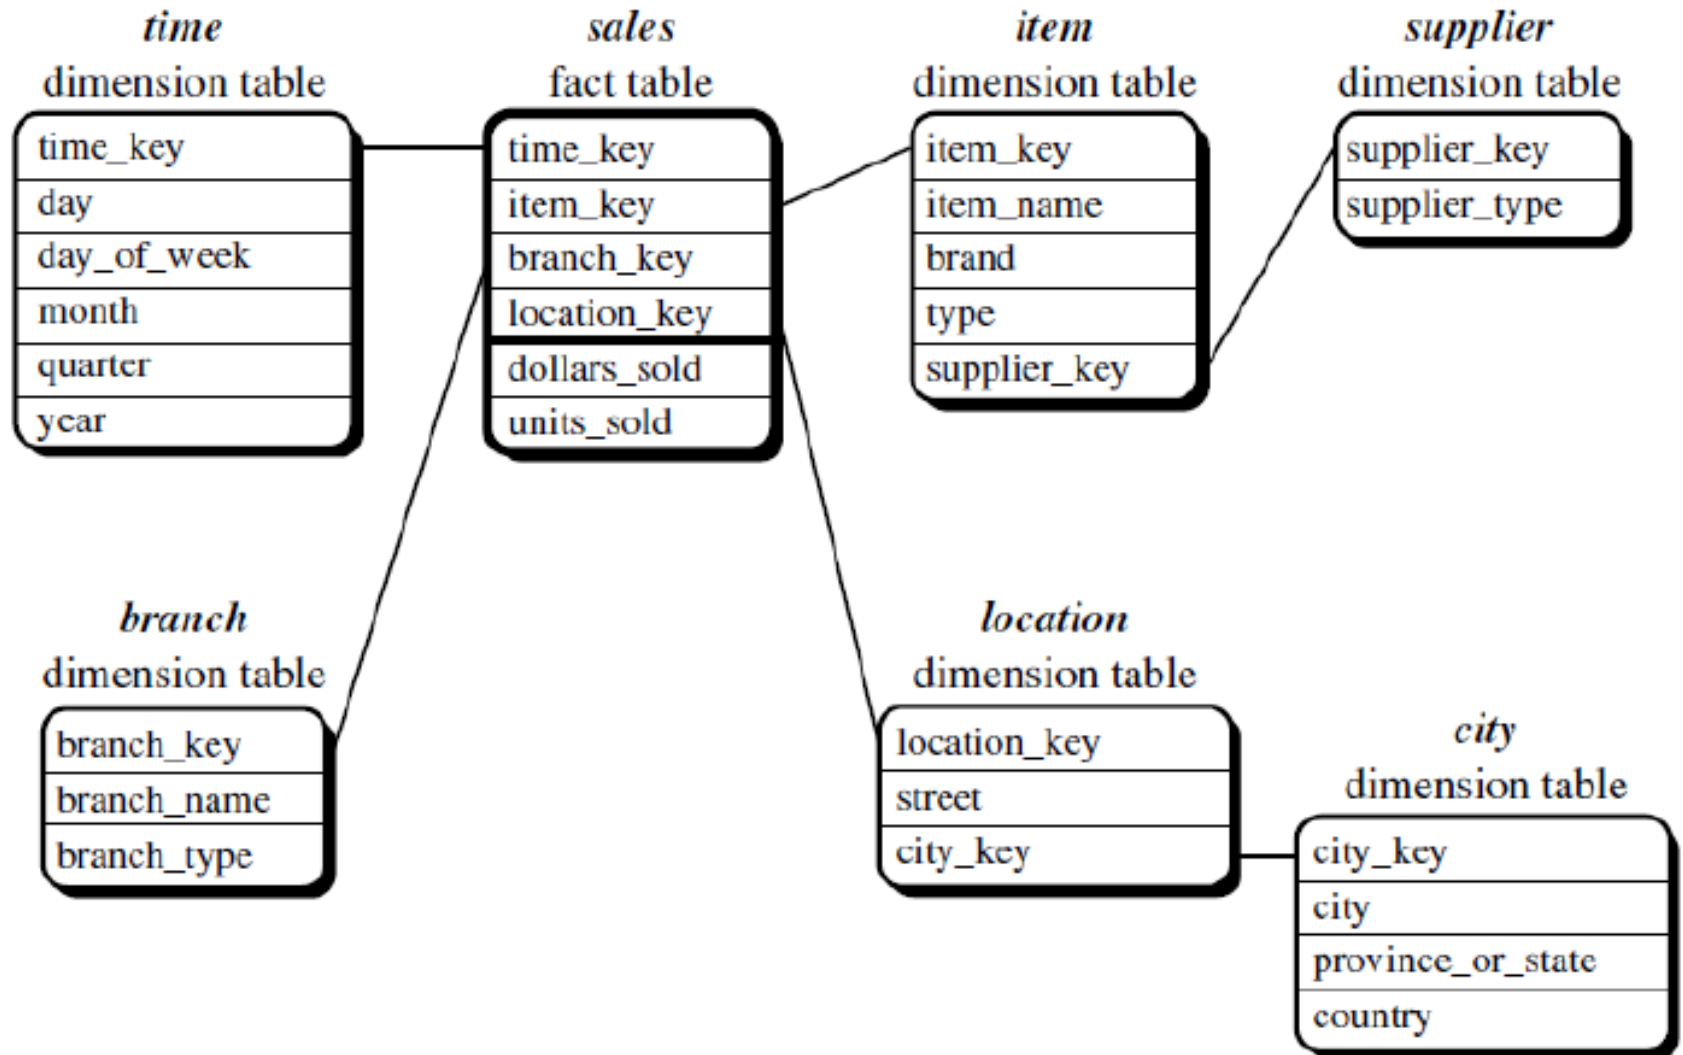 time
dimension table
time_key
day
day_of_week
month
quarter
year
sales
fact table
time_key
item_key
branch_key
location_key
dollars_sold
units_sold
item
dimension table
item_key
item_name
brand
type
supplier_key
supplier
dimension table
supplier_key
supplier_type
branch
dimension table
branch_key
branch_name
branch_type
location
dimension table
location_key
street
city_key
city
dimension table
city_key
city
province_or_state
country